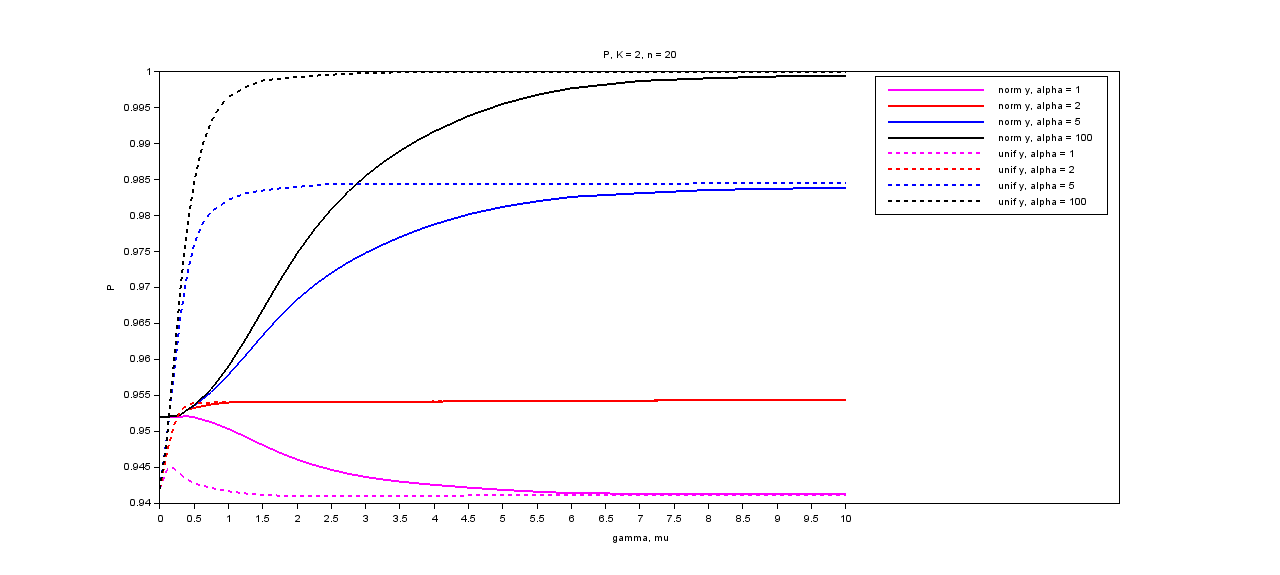 P, K = 2, n = 20
1
0.995
0.99
0.985
0.98
0.975
0.97
0.965
0.96
0.955
0.95
0.945
0.94
P
0 0.5 1 1.5 2 2.5 3 3.5 4 4.5 5 5.5 6 6.5 7 7.5 8 8.5 9 9.5 10
gamma, mu
norm y, alpha = 1
norm y, alpha = 2
norm y, alpha = 5
norm y, alpha = 100
unif y, alpha = 1
unif y, alpha = 2
unif y, alpha = 5
unif y, alpha = 100